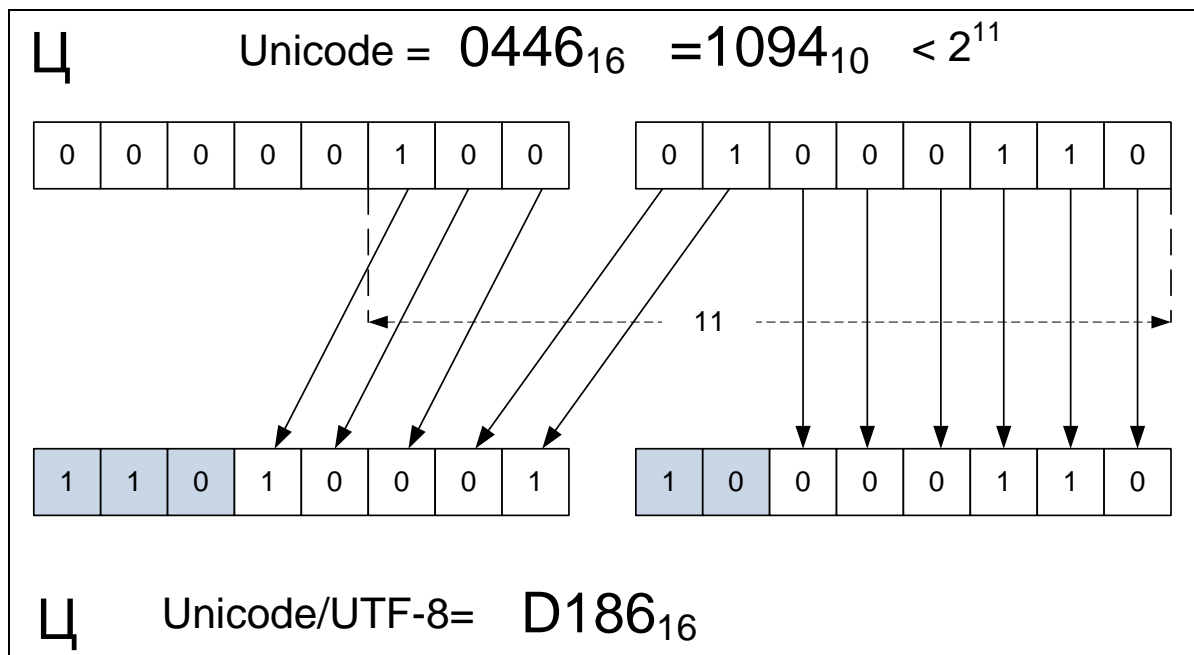 ц Unicode = 0446₁₆ =1094₁₀ < 2¹¹
0 0 0 0 0 1 0 0 0 1 0 0 0 1 1 0
11
1 1 0 1 0 0 0 1 1 0 0 0 0 1 1 0
ц Unicode/UTF-8= D186₁₆